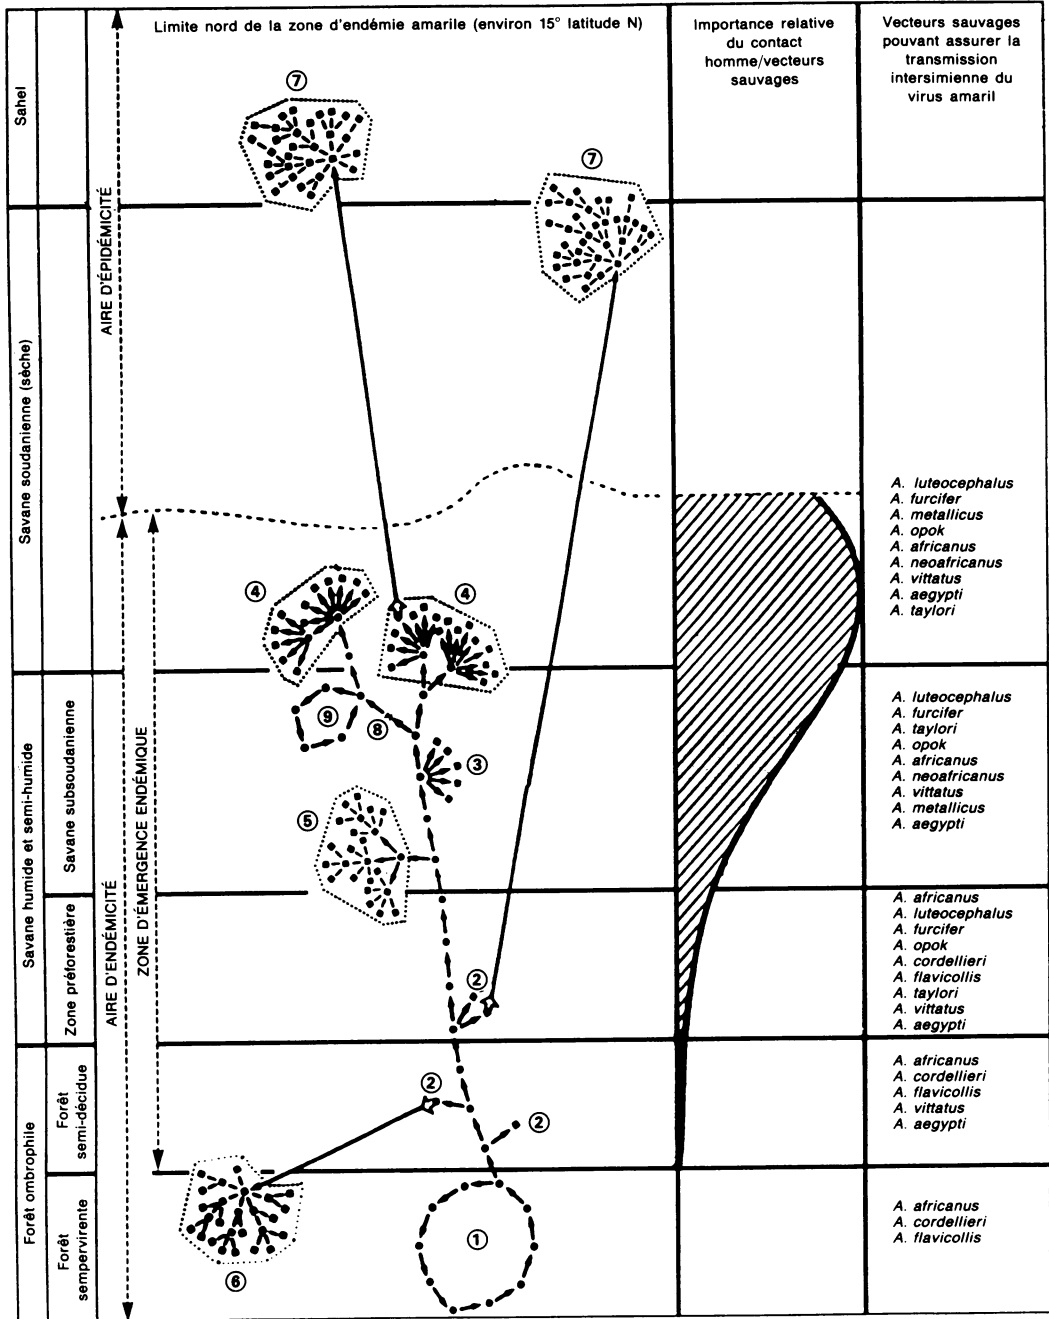 Limite nord de la zone d'endémie amarile (environ 15° latitude N)
Importance relative
du contact
homme/vecteurs
sauvages
Vecteurs sauvages
pouvant assurer la
transmission
intersimienne du
virus amaril
Sahel
Savane soudanienne (sèche)
Savane humide et semi-humide
Savane subsoudanienne
Zone préforestière
Forêt ombrophile
Forêt
semi-décidue
Forêt
sempervirente
AIRE D'ÉPIDÉMICITÉ
AIRE D'ENDÉMICITÉ
ZONE D'ÉMERGENCE ENDÉMIQUE
7
7
4
4
9
8
3
5
2
2
2
1
6
A. luteocephalus
A. furcifer
A. metallicus
A. opok
A. africanus
A. neoafricanus
A. vittatus
A. aegypti
A. taylori
A. luteocephalus
A. furcifer
A. taylori
A. opok
A. africanus
A. neoafricanus
A. vittatus
A. metallicus
A. aegypti
A. africanus
A. luteocephalus
A. furcifer
A. opok
A. cordellieri
A. flavicollis
A. taylori
A. vittatus
A. aegypti
A. africanus
A. cordellieri
A. flavicollis
A. vittatus
A. aegypti
A. africanus
A. cordellieri
A. flavicollis